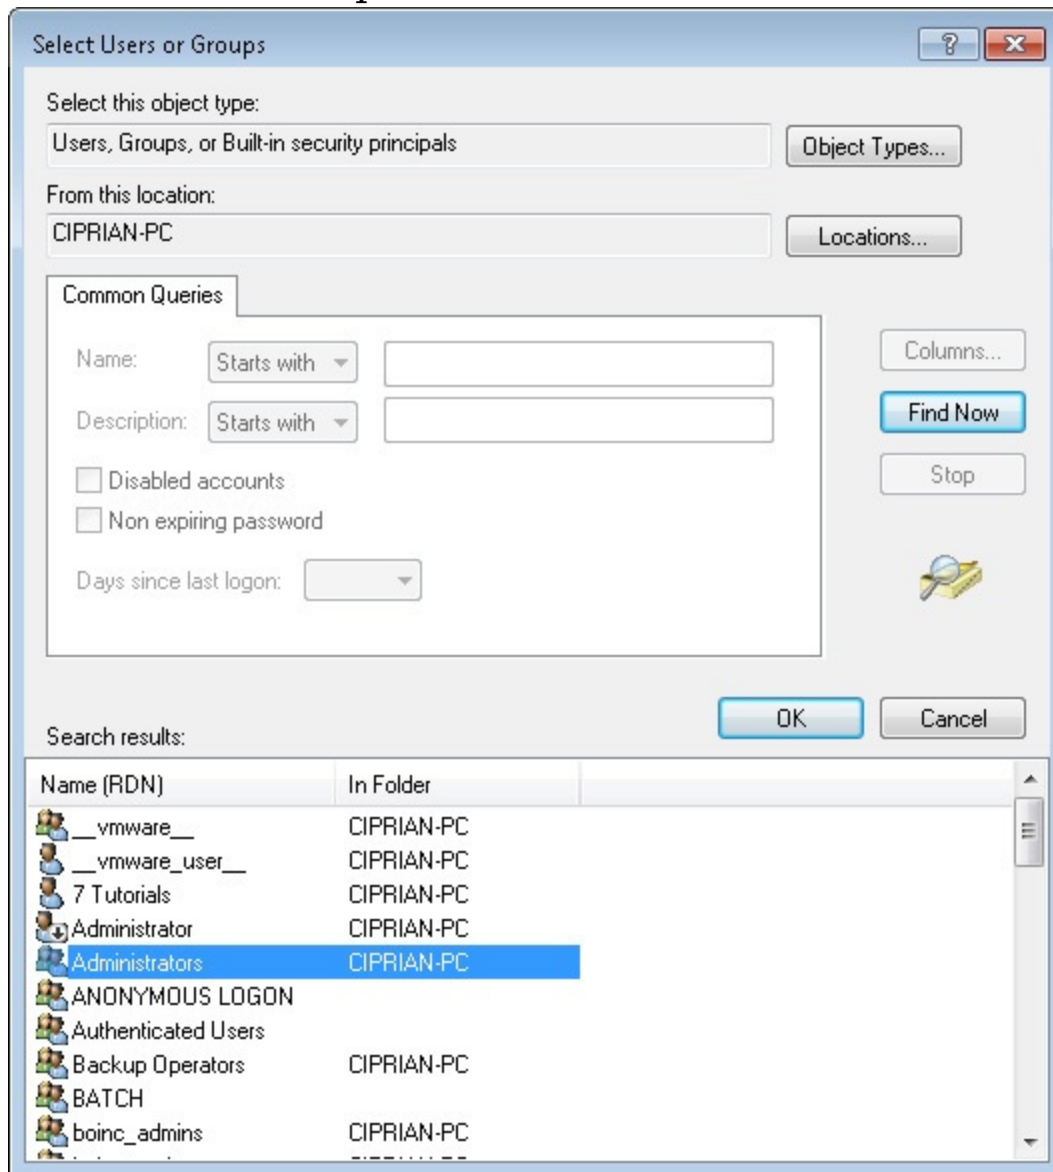 Select Users or Groups
Select this object type:
Users, Groups, or Built-in security principals
Object Types...
From this location:
CIPRIAN-PC
Locations...
Common Queries
Name: Starts with
Columns...
Description: Starts with
Find Now
Disabled accounts
Stop
Non expiring password
Days since last logon:
OK Cancel
Search results:
Name (RDN) In Folder
__vmware__ CIPRIAN-PC
__vmware_user__ CIPRIAN-PC
7 Tutorials CIPRIAN-PC
Administrator CIPRIAN-PC
Administrators CIPRIAN-PC
ANONYMOUS LOGON
Authenticated Users
Backup Operators CIPRIAN-PC
BATCH
boinc_admins CIPRIAN-PC